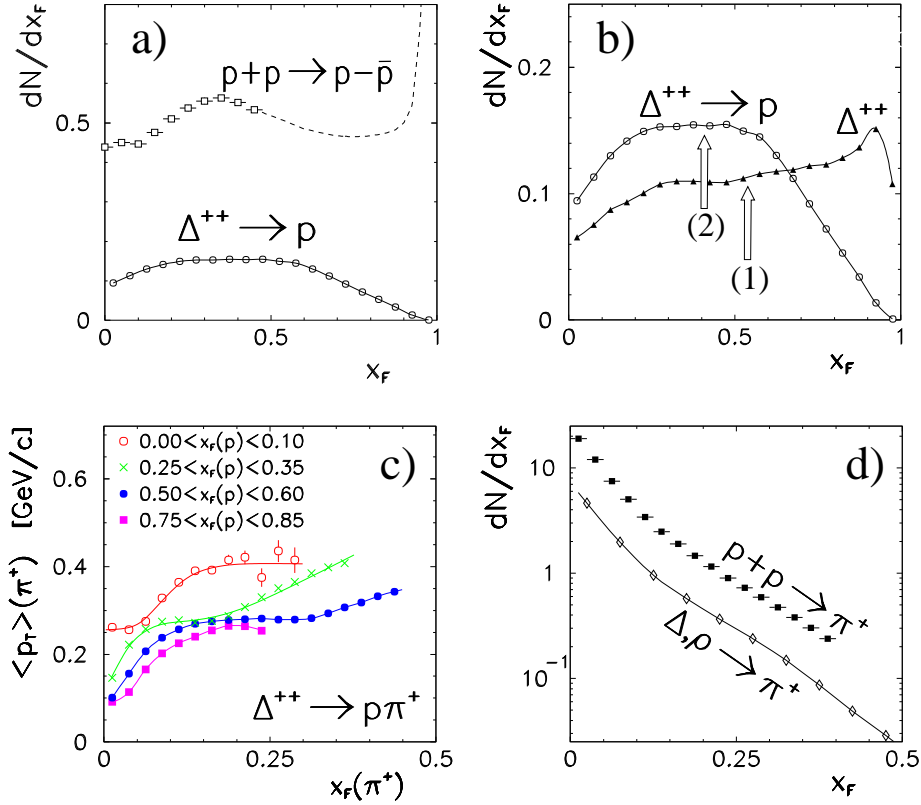 a)
dN/dx_F
p+p → p−p̄
0.5
Δ⁺⁺ → p
0
0 0.5 1
x_F
b)
dN/dx_F
0.2
Δ⁺⁺ → p
Δ⁺⁺
0.1
(2)
(1)
0
0 0.5 1
x_F
c)
<p_T>(π⁺) [GeV/c]
0.00<x_F(p)<0.10
0.25<x_F(p)<0.35
0.50<x_F(p)<0.60
0.75<x_F(p)<0.85
0.6
0.4
0.2
Δ⁺⁺ → pπ⁺
0
0 0.25 0.5
x_F(π⁺)
d)
dN/dx_F
10
1
p+p → π⁺
Δ,ρ → π⁺
10⁻¹
0 0.25 0.5
x_F